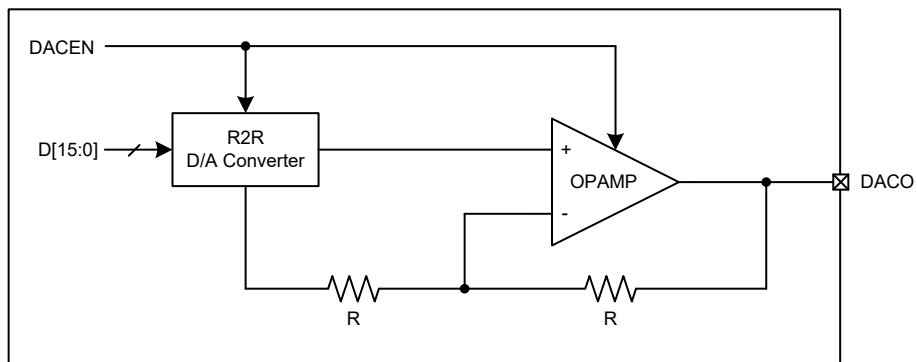 DACEN
D[15:0]
R2R
D/A Converter
+
OPAMP
-
DACO
R
R